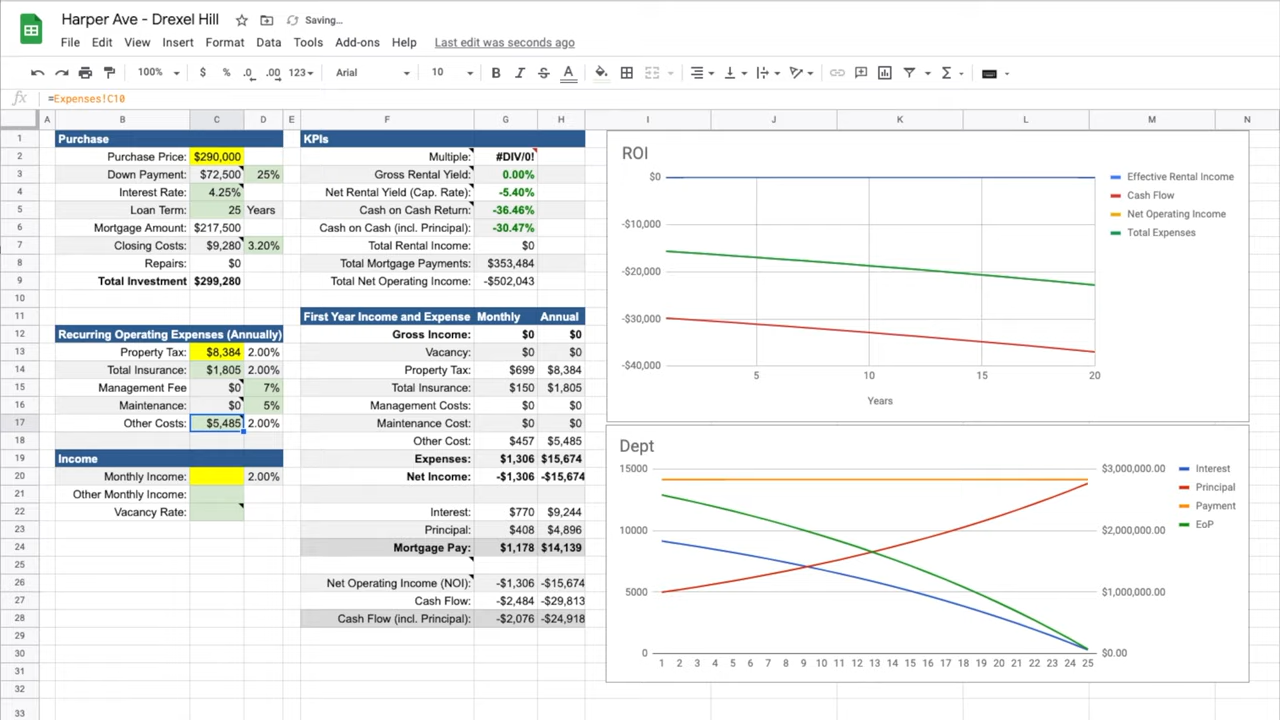 Harper Ave - Drexel Hill Saving...
File Edit View Insert Format Data Tools Add-ons Help Last edit was seconds ago
100% $ % .0 .00 123 Arial 10 B I S A Σ
fx =Expenses!C10
A B C D E F G H I J K L M N
1 Purchase KPIs
2 Purchase Price: $290,000 Multiple: #DIV/0!
3 Down Payment: $72,500 25% Gross Rental Yield: 0.00%
4 Interest Rate: 4.25% Net Rental Yield (Cap. Rate): -5.40%
5 Loan Term: 25 Years Cash on Cash Return: -36.46%
6 Mortgage Amount: $217,500 Cash on Cash (incl. Principal): -30.47%
7 Closing Costs: $9,280 3.20% Total Rental Income: $0
8 Repairs: $0 Total Mortgage Payments: $353,484
9 Total Investment $299,280 Total Net Operating Income: -$502,043
10
11 First Year Income and Expense Monthly Annual
12 Recurring Operating Expenses (Annually) Gross Income: $0 $0
13 Property Tax: $8,384 2.00% Vacancy: $0 $0
14 Total Insurance: $1,805 2.00% Property Tax: $699 $8,384
15 Management Fee $0 7% Total Insurance: $150 $1,805
16 Maintenance: $0 5% Management Costs: $0 $0
17 Other Costs: $5,485 2.00% Maintenance Cost: $0 $0
18 Other Cost: $457 $5,485
19 Income Expenses: $1,306 $15,674
20 Monthly Income: 2.00% Net Income: -$1,306 -$15,674
21 Other Monthly Income:
22 Vacancy Rate: Interest: $770 $9,244
23 Principal: $408 $4,896
24 Mortgage Pay: $1,178 $14,139
25
26 Net Operating Income (NOI): -$1,306 -$15,674
27 Cash Flow: -$2,484 -$29,813
28 Cash Flow (incl. Principal): -$2,076 -$24,918
29
30
31
32
33
ROI
$0
-$10,000
-$20,000
-$30,000
-$40,000
5 10 15 20
Years
Effective Rental Income
Cash Flow
Net Operating Income
Total Expenses
Dept
15000 $3,000,000.00
10000 $2,000,000.00
5000 $1,000,000.00
0 $0.00
1 2 3 4 5 6 7 8 9 10 11 12 13 14 15 16 17 18 19 20 21 22 23 24 25
Interest
Principal
Payment
EoP